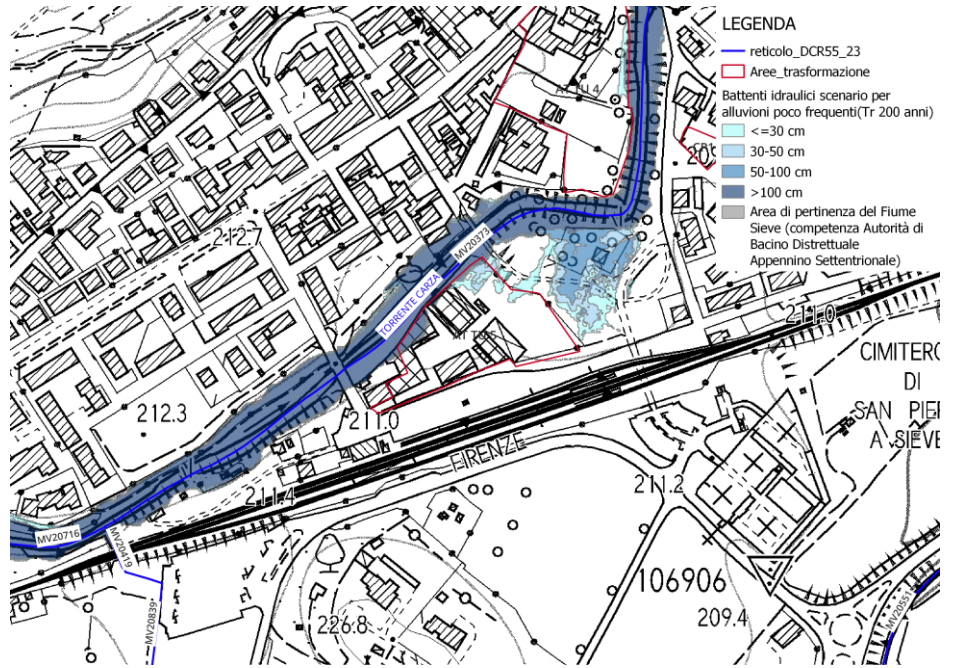 LEGENDA
reticolo_DCR55_23
Aree_trasformazione
Battenti idraulici scenario per
alluvioni poco frequenti(Tr 200 anni)
<=30 cm
30-50 cm
50-100 cm
>100 cm
Area di pertinenza del Fiume
Sieve (competenza Autorità di
Bacino Distrettuale
Appennino Settentrionale)
212.7
MV20373
TORRENTE CARZA
211.0
CIMITERO
DI
SAN PIER
A SIEVE
212.3
211.0
FIRENZE
211.4
211.2
MV20716
MV20419
MV20839
106906
209.4
226.8
MV20551